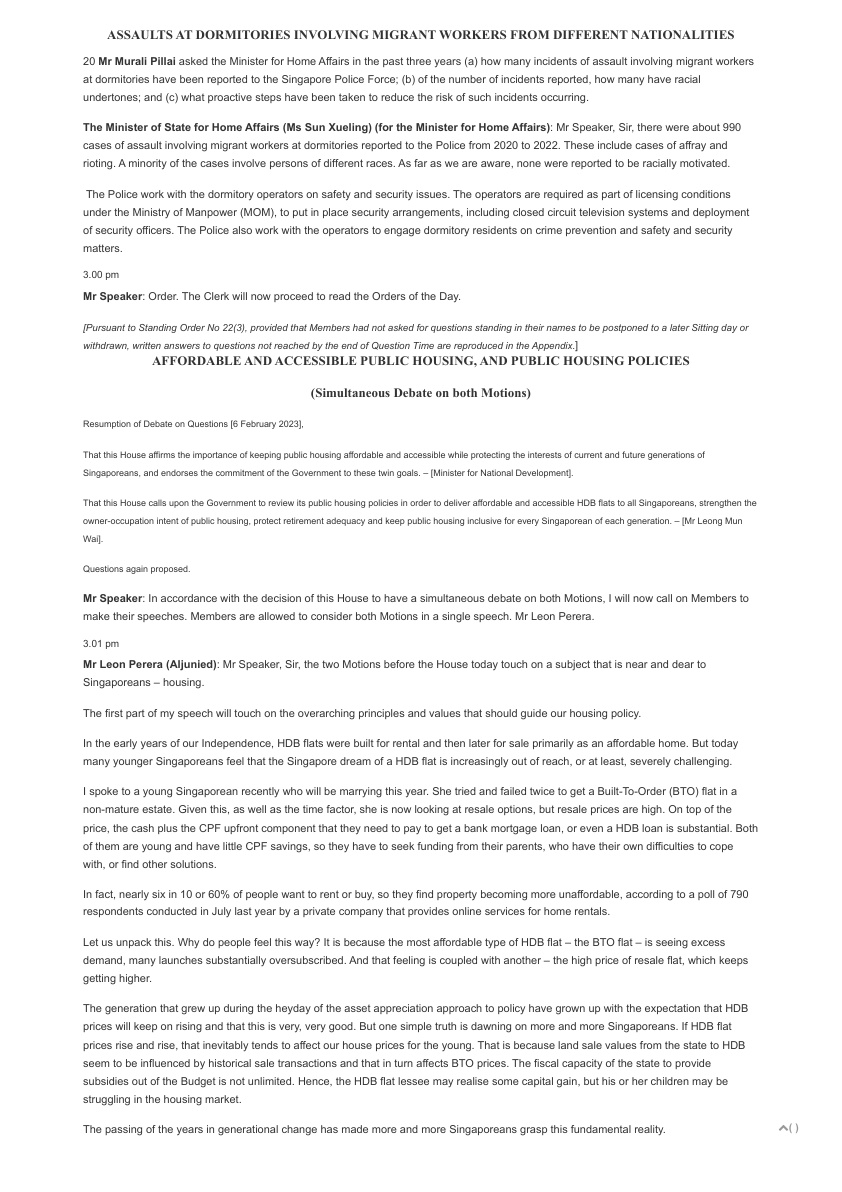 ASSAULTS AT DORMITORIES INVOLVING MIGRANT WORKERS FROM DIFFERENT NATIONALITIES
20 Mr Murali Pillai asked the Minister for Home Affairs in the past three years (a) how many incidents of assault involving migrant workers
at dormitories have been reported to the Singapore Police Force; (b) of the number of incidents reported, how many have racial
undertones; and (c) what proactive steps have been taken to reduce the risk of such incidents occurring.
The Minister of State for Home Affairs (Ms Sun Xueling) (for the Minister for Home Affairs): Mr Speaker, Sir, there were about 990
cases of assault involving migrant workers at dormitories reported to the Police from 2020 to 2022. These include cases of affray and
rioting. A minority of the cases involve persons of different races. As far as we are aware, none were reported to be racially motivated.
The Police work with the dormitory operators on safety and security issues. The operators are required as part of licensing conditions
under the Ministry of Manpower (MOM), to put in place security arrangements, including closed circuit television systems and deployment
of security officers. The Police also work with the operators to engage dormitory residents on crime prevention and safety and security
matters.
3.00 pm
Mr Speaker: Order. The Clerk will now proceed to read the Orders of the Day.
[Pursuant to Standing Order No 22(3), provided that Members had not asked for questions standing in their names to be postponed to a later Sitting day or
withdrawn, written answers to questions not reached by the end of Question Time are reproduced in the Appendix.]
AFFORDABLE AND ACCESSIBLE PUBLIC HOUSING, AND PUBLIC HOUSING POLICIES
(Simultaneous Debate on both Motions)
Resumption of Debate on Questions [6 February 2023],
That this House affirms the importance of keeping public housing affordable and accessible while protecting the interests of current and future generations of
Singaporeans, and endorses the commitment of the Government to these twin goals. – [Minister for National Development].
That this House calls upon the Government to review its public housing policies in order to deliver affordable and accessible HDB flats to all Singaporeans, strengthen the
owner-occupation intent of public housing, protect retirement adequacy and keep public housing inclusive for every Singaporean of each generation. – [Mr Leong Mun
Wai].
Questions again proposed.
Mr Speaker: In accordance with the decision of this House to have a simultaneous debate on both Motions, I will now call on Members to
make their speeches. Members are allowed to consider both Motions in a single speech. Mr Leon Perera.
3.01 pm
Mr Leon Perera (Aljunied): Mr Speaker, Sir, the two Motions before the House today touch on a subject that is near and dear to
Singaporeans – housing.
The first part of my speech will touch on the overarching principles and values that should guide our housing policy.
In the early years of our Independence, HDB flats were built for rental and then later for sale primarily as an affordable home. But today
many younger Singaporeans feel that the Singapore dream of a HDB flat is increasingly out of reach, or at least, severely challenging.
I spoke to a young Singaporean recently who will be marrying this year. She tried and failed twice to get a Built-To-Order (BTO) flat in a
non-mature estate. Given this, as well as the time factor, she is now looking at resale options, but resale prices are high. On top of the
price, the cash plus the CPF upfront component that they need to pay to get a bank mortgage loan, or even a HDB loan is substantial. Both
of them are young and have little CPF savings, so they have to seek funding from their parents, who have their own difficulties to cope
with, or find other solutions.
In fact, nearly six in 10 or 60% of people want to rent or buy, so they find property becoming more unaffordable, according to a poll of 790
respondents conducted in July last year by a private company that provides online services for home rentals.
Let us unpack this. Why do people feel this way? It is because the most affordable type of HDB flat – the BTO flat – is seeing excess
demand, many launches substantially oversubscribed. And that feeling is coupled with another – the high price of resale flat, which keeps
getting higher.
The generation that grew up during the heyday of the asset appreciation approach to policy have grown up with the expectation that HDB
prices will keep on rising and that this is very, very good. But one simple truth is dawning on more and more Singaporeans. If HDB flat
prices rise and rise, that inevitably tends to affect our house prices for the young. That is because land sale values from the state to HDB
seem to be influenced by historical sale transactions and that in turn affects BTO prices. The fiscal capacity of the state to provide
subsidies out of the Budget is not unlimited. Hence, the HDB flat lessee may realise some capital gain, but his or her children may be
struggling in the housing market.
The passing of the years in generational change has made more and more Singaporeans grasp this fundamental reality.
( )